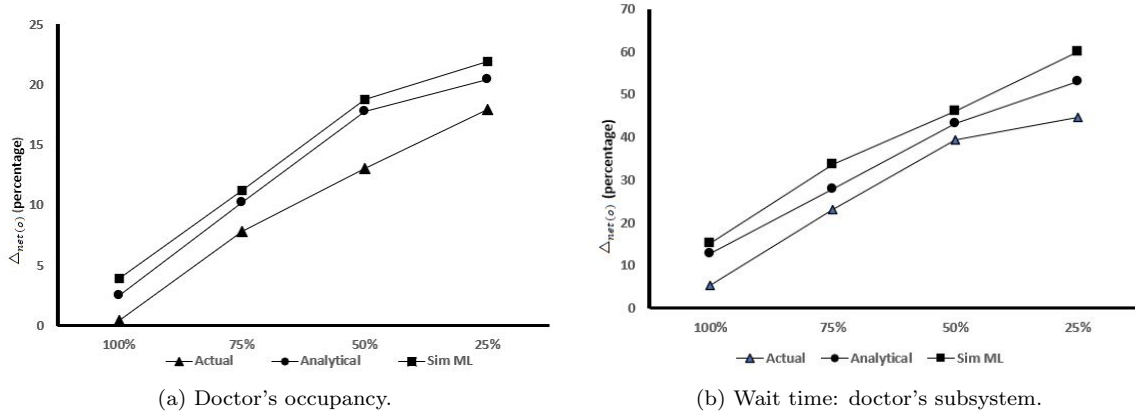 25
20
15
10
5
0
△net(o) (percentage)
100% 75% 50% 25%
Actual Analytical Sim ML
(a) Doctor's occupancy.
70
60
50
40
30
20
10
0
△net(o) (percentage)
100% 75% 50% 25%
Actual Analytical Sim ML
(b) Wait time: doctor's subsystem.